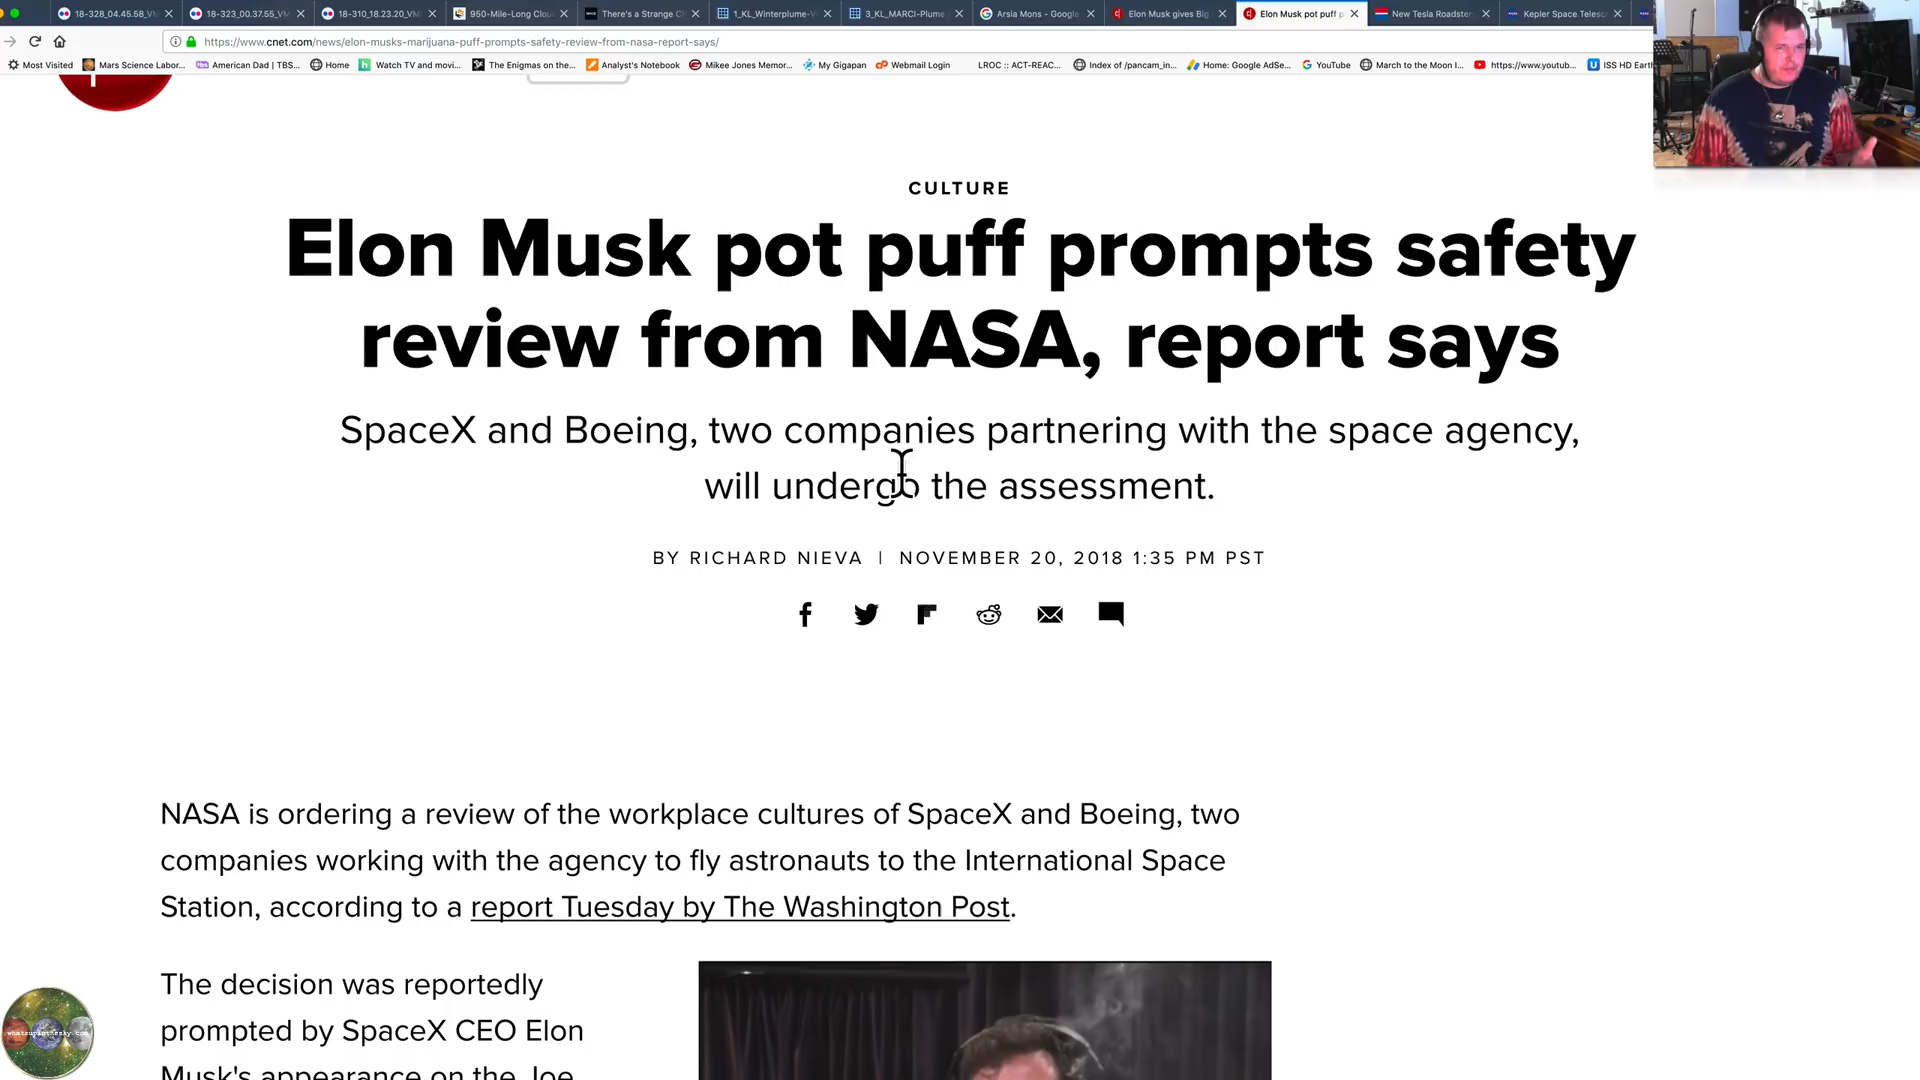 18-328_04.45.58_VM
18-323_00.37.55_VM
18-310_18.23.20_VM
950-Mile-Long Clou
There's a Strange C
1_KL_Winterplume-V
3_KL_MARCI-Plume
Arsia Mons - Google
Elon Musk gives Big
Elon Musk pot puff p
New Tesla Roadster
Kepler Space Telesc
https://www.cnet.com/news/elon-musks-marijuana-puff-prompts-safety-review-from-nasa-report-says/
Most Visited
Mars Science Labor...
American Dad | TBS...
Home
Watch TV and movi...
The Enigmas on the...
Analyst's Notebook
Mikee Jones Memor...
My Gigapan
Webmail Login
LROC :: ACT-REAC...
Index of /pancam_in...
Home: Google AdSe...
YouTube
March to the Moon I...
https://www.youtub...
ISS HD Eart
CULTURE
Elon Musk pot puff prompts safety
review from NASA, report says
SpaceX and Boeing, two companies partnering with the space agency,
will undergo the assessment.
BY RICHARD NIEVA | NOVEMBER 20, 2018 1:35 PM PST
NASA is ordering a review of the workplace cultures of SpaceX and Boeing, two
companies working with the agency to fly astronauts to the International Space
Station, according to a report Tuesday by The Washington Post.
The decision was reportedly
prompted by SpaceX CEO Elon
Musk's appearance on the Joe
whatsupinthesky.com